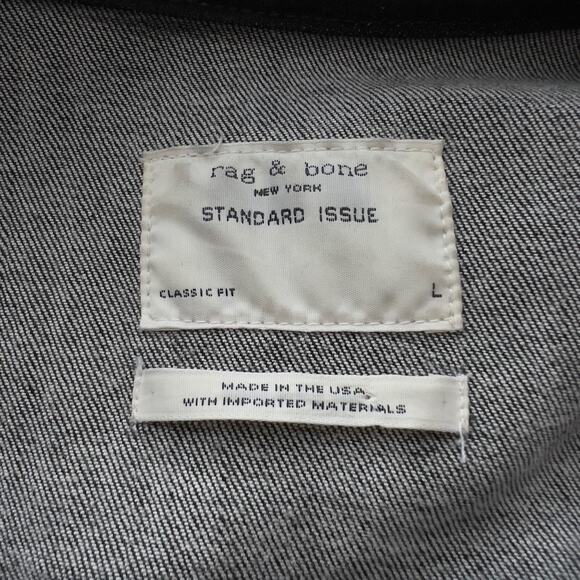 rag & bone
NEW YORK
STANDARD ISSUE
CLASSIC FIT
L
MADE IN THE USA
WITH IMPORTED MATERIALS